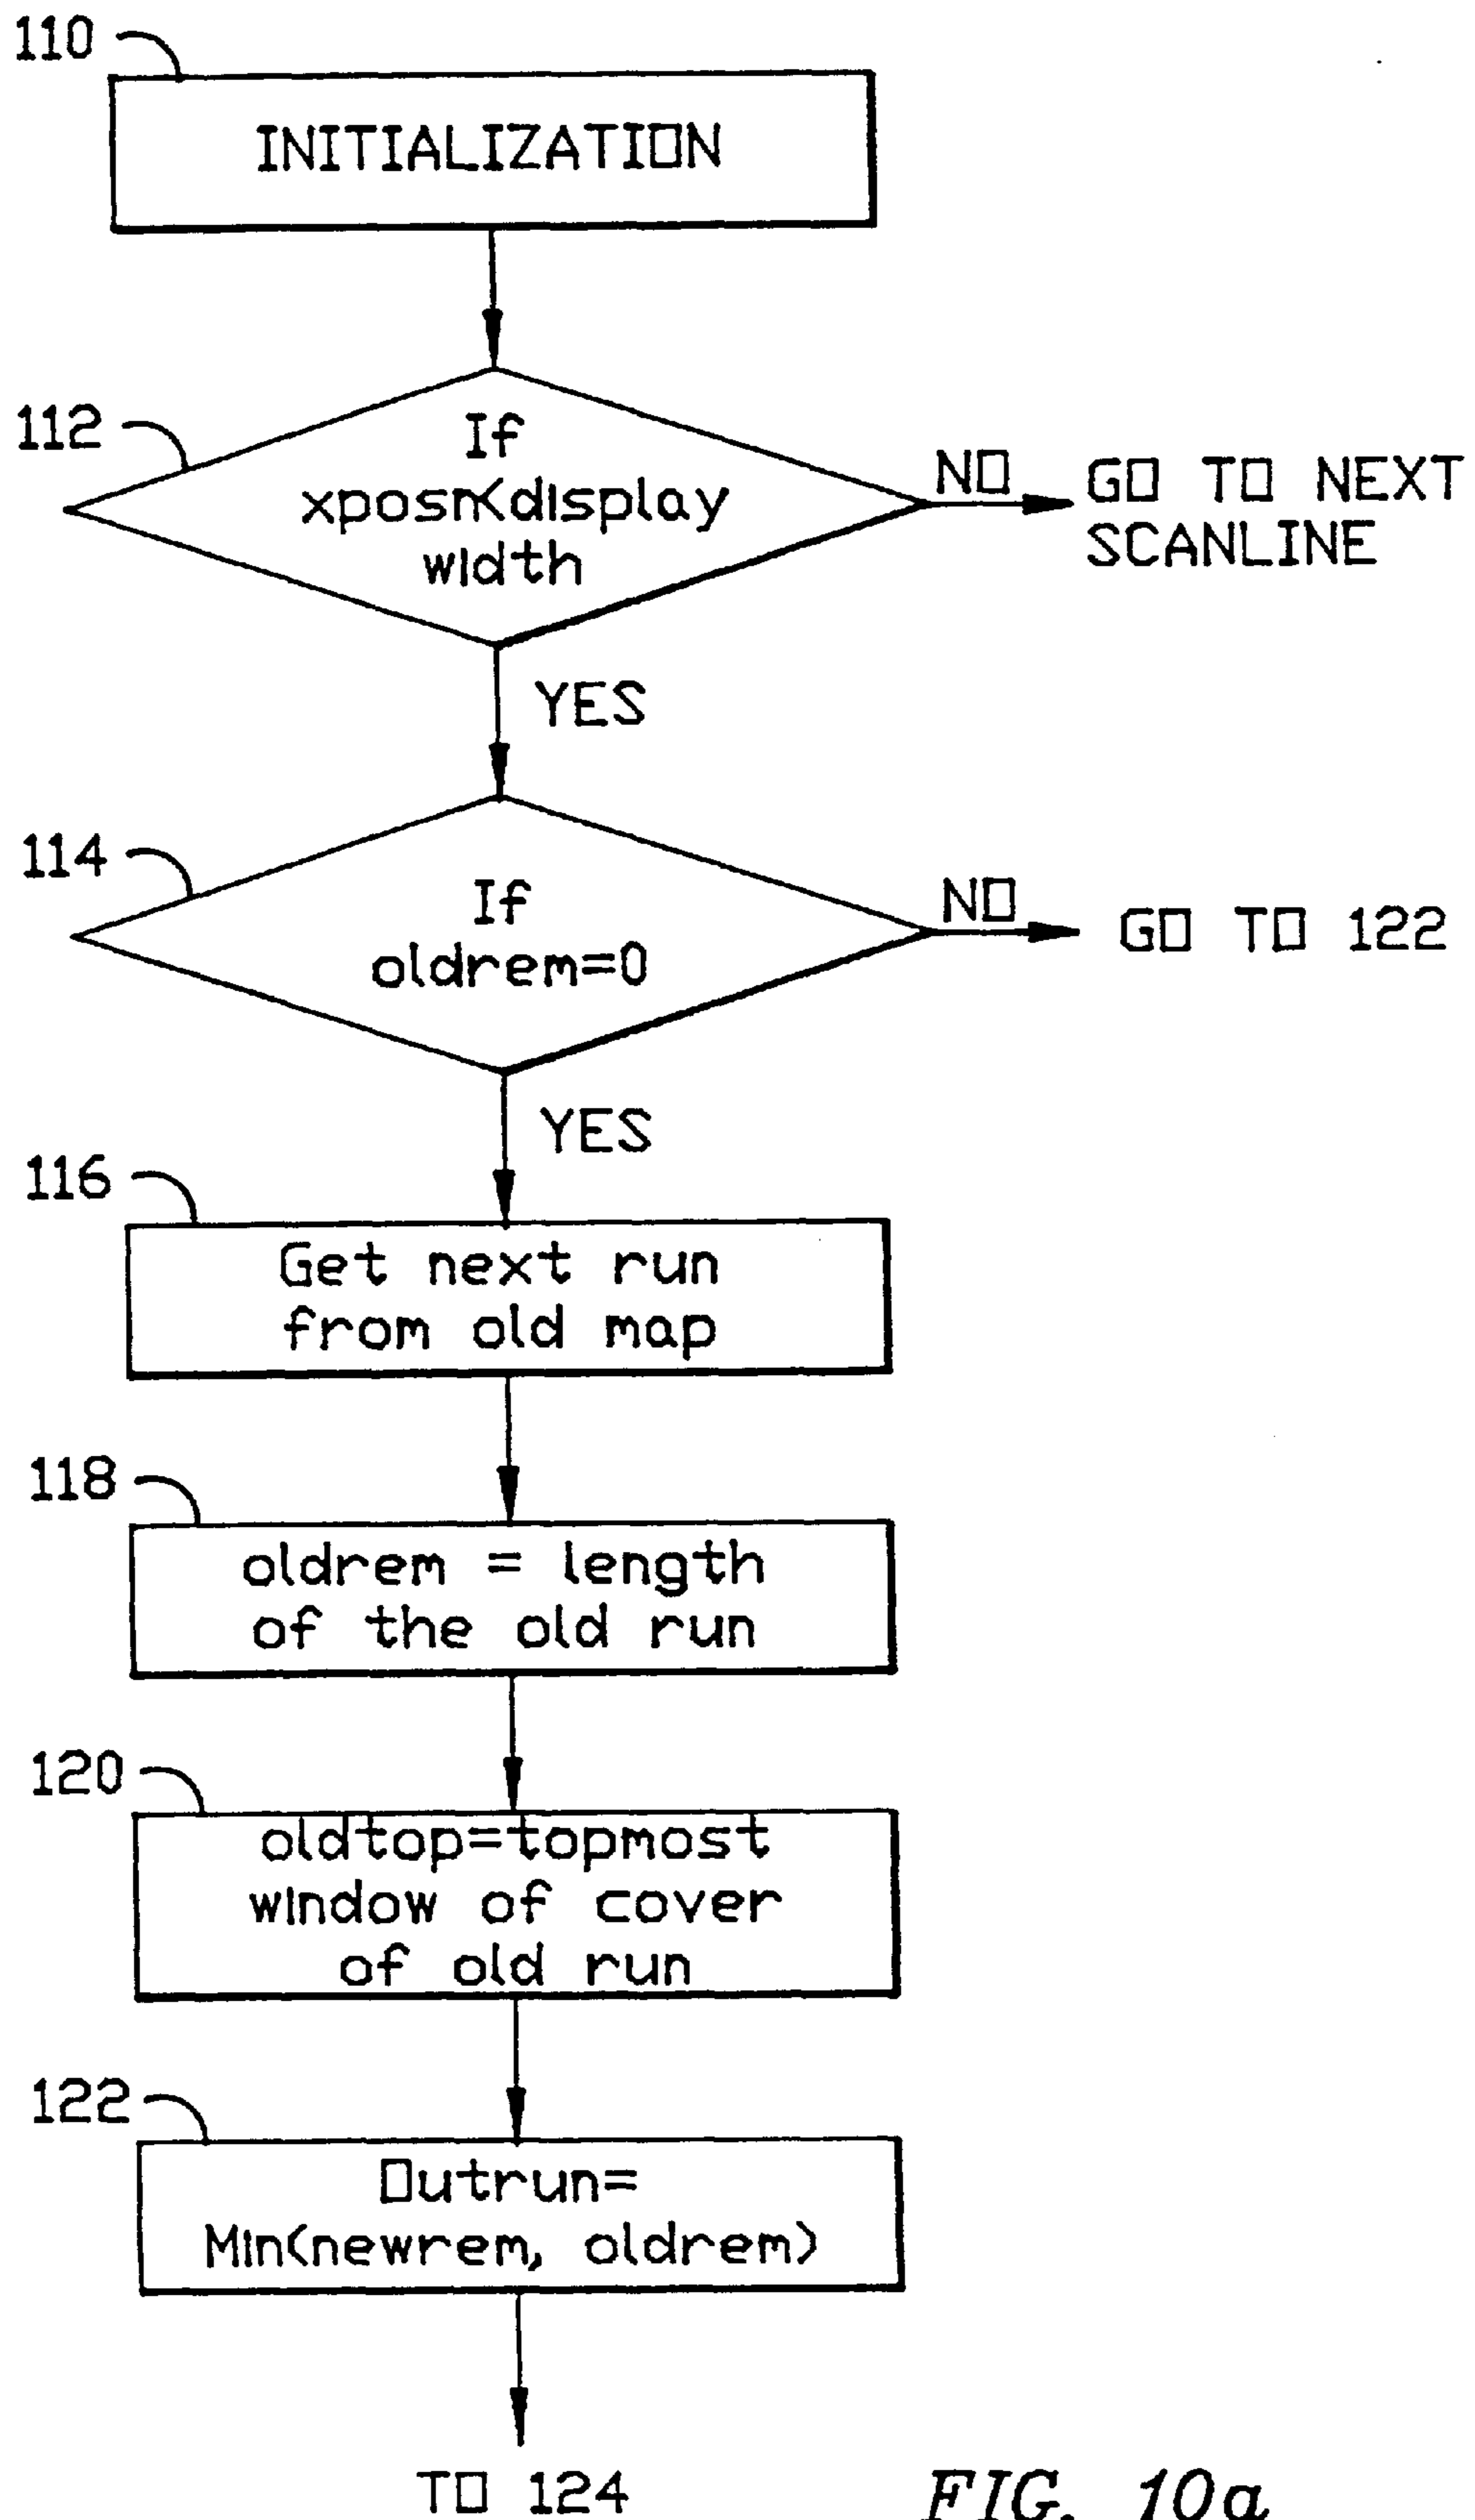 110
INITIALIZATION
112
If
xposn<display
width
NO
GO TO NEXT
SCANLINE
YES
114
If
oldrem=0
NO
GO TO 122
YES
116
Get next run
from old map
118
oldrem = length
of the old run
120
oldtop=topmost
window of cover
of old run
122
Outrun=
Min(newrem, oldrem)
TO 124
FIG. 10a